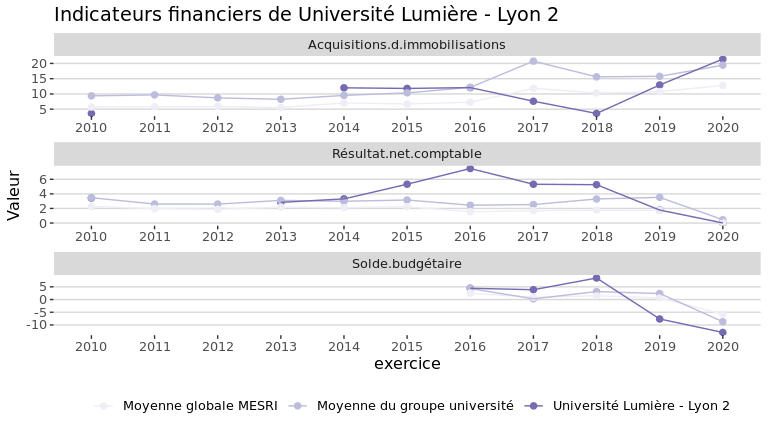 Indicateurs financiers de Université Lumière - Lyon 2
Acquisitions.d.immobilisations
20
15
10
5
2010 2011 2012 2013 2014 2015 2016 2017 2018 2019 2020
Résultat.net.comptable
6
4
2
0
2010 2011 2012 2013 2014 2015 2016 2017 2018 2019 2020
Valeur
Solde.budgétaire
5
0
-5
-10
2010 2011 2012 2013 2014 2015 2016 2017 2018 2019 2020
exercice
Moyenne globale MESRI Moyenne du groupe université Université Lumière - Lyon 2